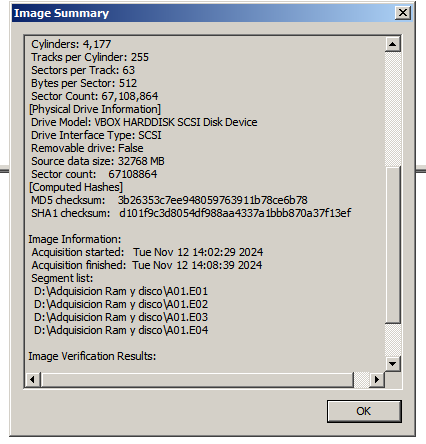 Image Summary
Cylinders: 4,177
Tracks per Cylinder: 255
Sectors per Track: 63
Bytes per Sector: 512
Sector Count: 67,108,864
[Physical Drive Information]
Drive Model: VBOX HARDDISK SCSI Disk Device
Drive Interface Type: SCSI
Removable drive: False
Source data size: 32768 MB
Sector count:    67108864
[Computed Hashes]
MD5 checksum:    3b26353c7ee948059763911b78ce6b78
SHA1 checksum:   d101f9c3d8054df988aa4337a1bbb870a37f13ef
Image Information:
Acquisition started:   Tue Nov 12 14:02:29 2024
Acquisition finished:  Tue Nov 12 14:08:39 2024
Segment list:
D:\Adquisicion Ram y disco\A01.E01
D:\Adquisicion Ram y disco\A01.E02
D:\Adquisicion Ram y disco\A01.E03
D:\Adquisicion Ram y disco\A01.E04
Image Verification Results:
OK